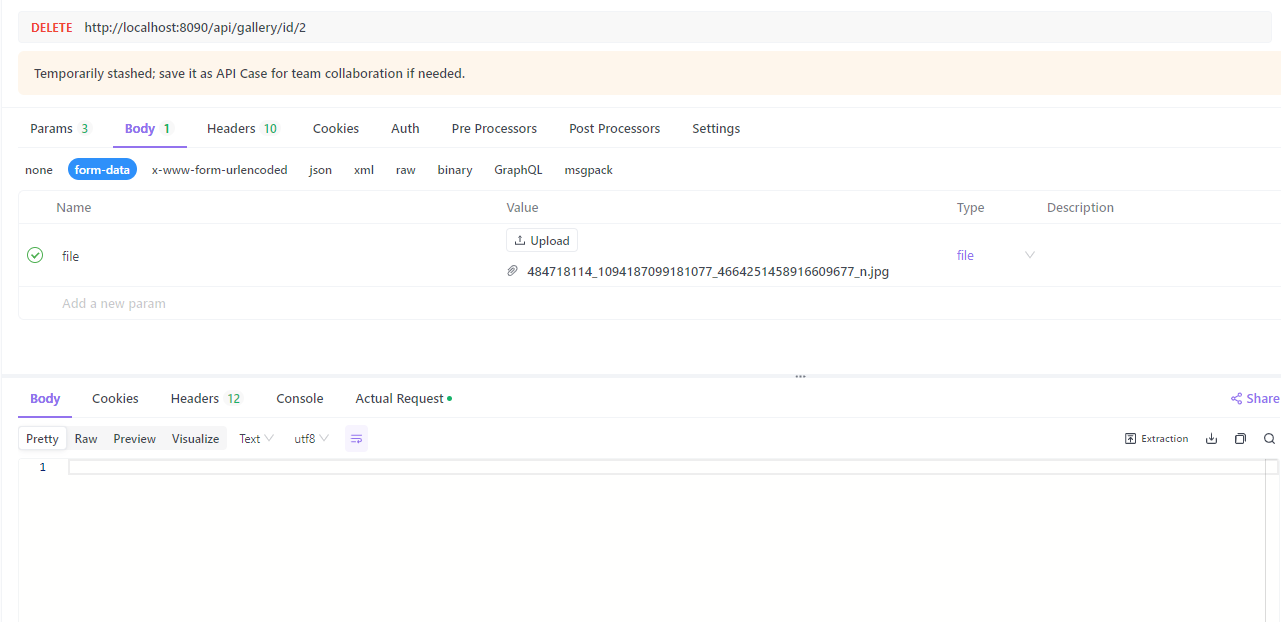 DELETE http://localhost:8090/api/gallery/id/2
Temporarily stashed; save it as API Case for team collaboration if needed.
Params 3 Body 1 Headers 10 Cookies Auth Pre Processors Post Processors Settings
none form-data x-www-form-urlencoded json xml raw binary GraphQL msgpack
Name Value Type Description
Upload
file file
484718114_1094187099181077_4664251458916609677_n.jpg
Add a new param
Body Cookies Headers 12 Console Actual Request Share
Pretty Raw Preview Visualize Text utf8 Extraction
1